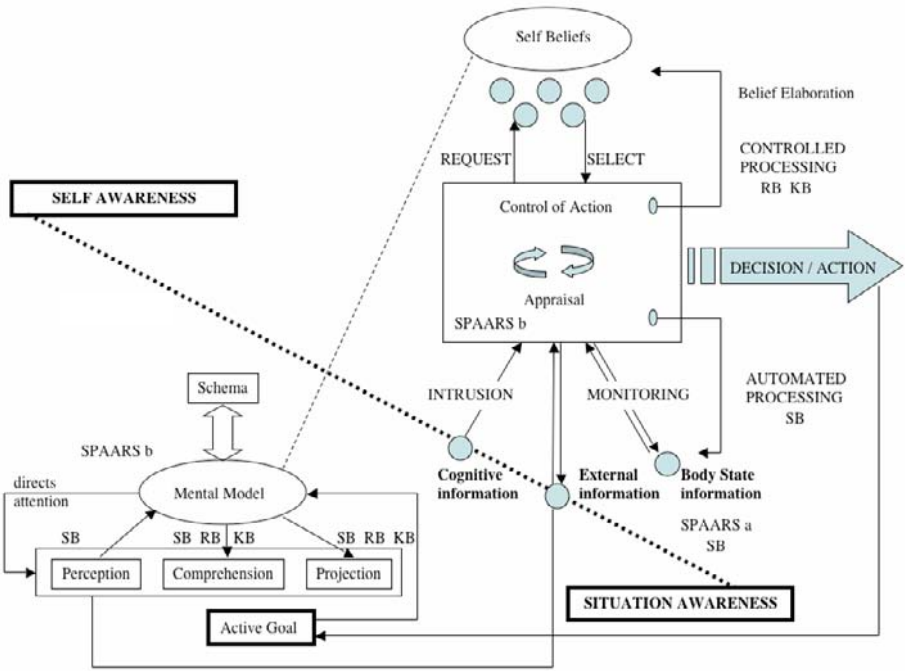 Self Beliefs
Belief Elaboration
REQUEST
SELECT
CONTROLLED
PROCESSING
RB KB
SELF AWARENESS
Control of Action
DECISION / ACTION
Appraisal
SPAARS b
Schema
INTRUSION
MONITORING
AUTOMATED
PROCESSING
SB
SPAARS b
directs
attention
Mental Model
Cognitive
information
External
information
Body State
information
SPAARS a
SB
SB
SB RB KB
SB RB KB
Perception
Comprehension
Projection
SITUATION AWARENESS
Active Goal